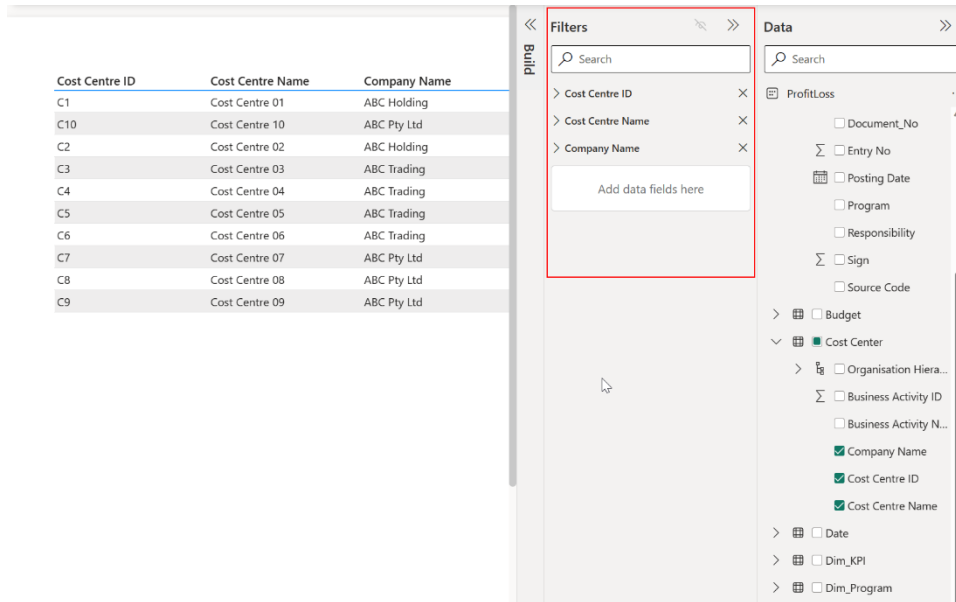 Cost Centre ID Cost Centre Name Company Name
C1 Cost Centre 01 ABC Holding
C10 Cost Centre 10 ABC Pty Ltd
C2 Cost Centre 02 ABC Holding
C3 Cost Centre 03 ABC Trading
C4 Cost Centre 04 ABC Trading
C5 Cost Centre 05 ABC Trading
C6 Cost Centre 06 ABC Trading
C7 Cost Centre 07 ABC Pty Ltd
C8 Cost Centre 08 ABC Pty Ltd
C9 Cost Centre 09 ABC Pty Ltd
Build
Filters
Search
Cost Centre ID
Cost Centre Name
Company Name
Add data fields here
Data
Search
ProfitLoss
Document_No
Entry No
Posting Date
Program
Responsibility
Sign
Source Code
Budget
Cost Center
Organisation Hiera...
Business Activity ID
Business Activity N...
Company Name
Cost Centre ID
Cost Centre Name
Date
Dim_KPI
Dim_Program